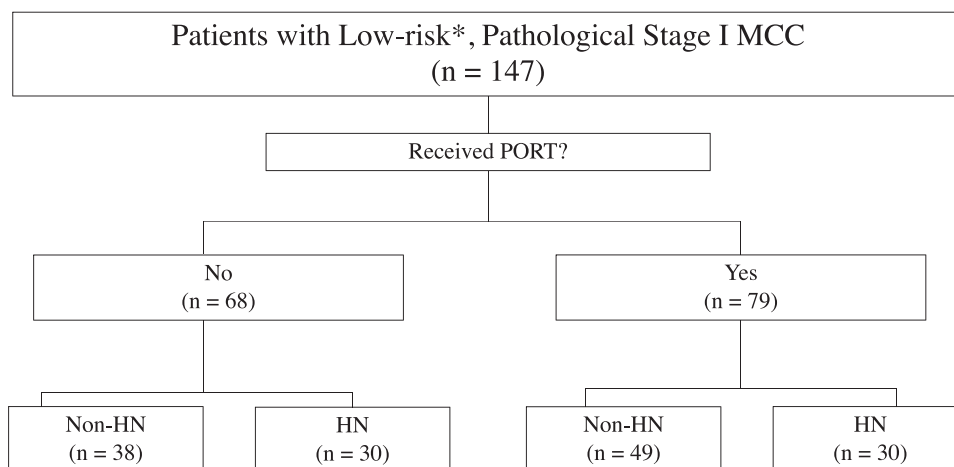 Patients with Low-risk*, Pathological Stage I MCC
(n = 147)
Received PORT?
No
(n = 68)
Yes
(n = 79)
Non-HN
(n = 38)
HN
(n = 30)
Non-HN
(n = 49)
HN
(n = 30)